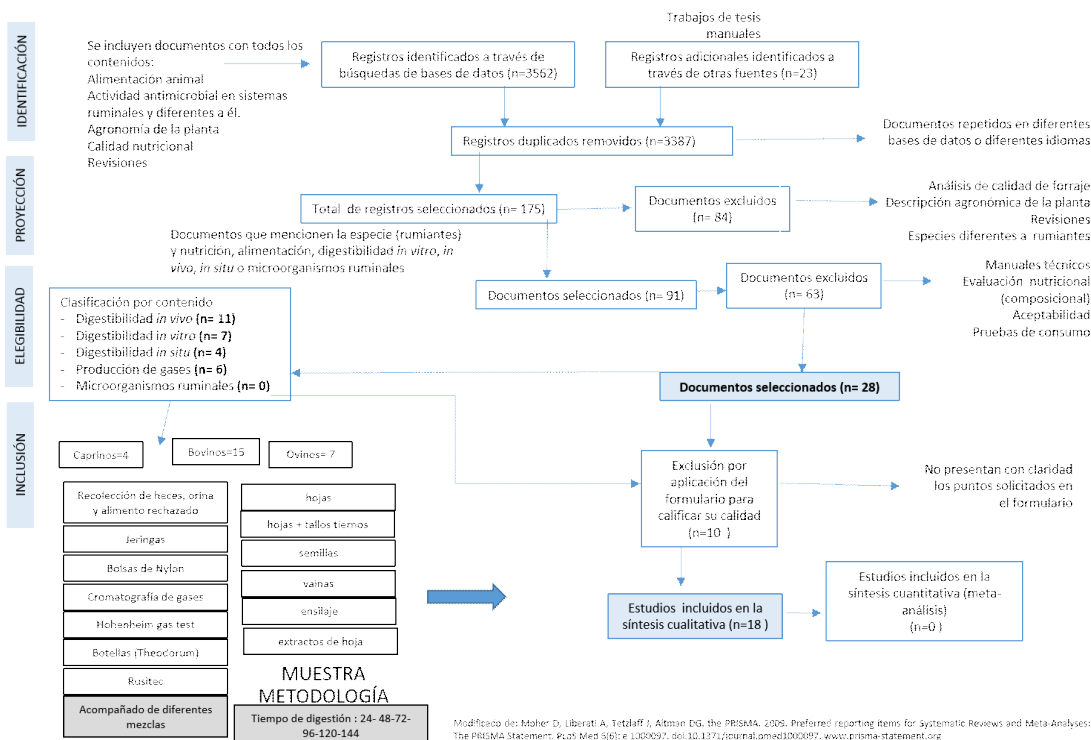 IDENTIFICACIÓN
Se incluyen documentos con todos los
contenidos:
Alimentación animal
Actividad antimicrobial en sistemas
ruminales y diferentes a él.
Agronomía de la planta
Calidad nutricional
Revisiones
Registros identificados a través de
búsquedas de bases de datos (n=3562)
Trabajos de tesis
manuales
Registros adicionales identificados a
través de otras fuentes (n=23)
Registros duplicados removidos (n=3387)
Documentos repetidos en diferentes
bases de datos o diferentes idiomas
PROYECCIÓN
Total de registros seleccionados (n= 175)
Documentos excluidos
(n= 84)
Análisis de calidad de forraje
Descripción agronómica de la planta
Revisiones
Especies diferentes a rumiantes
Documentos que mencionen la especie (rumiantes)
y nutrición, alimentación, digestibilidad in vitro, in
vivo, in situ o microorganismos ruminales
ELEGIBILIDAD
Documentos seleccionados (n= 91)
Documentos excluidos
(n= 63)
Manuales técnicos
Evaluación nutricional
(composicional)
Aceptabilidad
Pruebas de consumo
Clasificación por contenido
- Digestibilidad in vivo (n= 11)
- Digestibilidad in vitro (n= 7)
- Digestibilidad in situ (n= 4)
- Producción de gases (n= 6)
- Microorganismos ruminales (n= 0)
Documentos seleccionados (n= 28)
INCLUSIÓN
Caprinos=4
Bovinos=15
Ovinos= 7
Exclusión por
aplicación del
formulario para
calificar su calidad
(n=10 )
No presentan con claridad
los puntos solicitados en
el formulario
Recolección de heces, orina
y alimento rechazado
Jeringas
Bolsas de Nylon
Cromatografía de gases
Hohenheim gas test
Botellas (Theodorum)
Rusitec
Acompañado de diferentes
mezclas
hojas
hojas + tallos tiernos
semillas
vainas
ensilaje
extractos de hoja
MUESTRA
METODOLOGÍA
Tiempo de digestión : 24- 48-72-
96-120-144
Estudios incluidos en la
síntesis cualitativa (n=18 )
Estudios incluidos en la
síntesis cuantitativa (meta-
análisis)
(n=0 )
Modificado de: Moher D, Liberati A, Tetzlaff J, Altman DG. the PRISMA. 2009. Preferred reporting items for Systematic Reviews and Meta-Analyses:
The PRISMA Statement. PLoS Med 6(6): e 1000097. doi.10.1371/journal.pmed1000097. www.prisma-statement.org